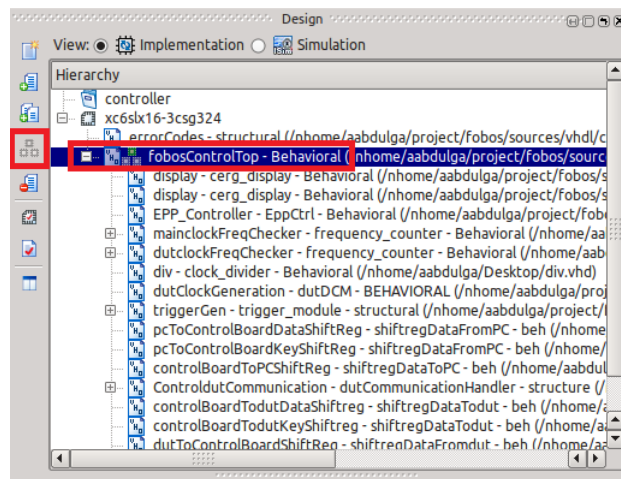 Design
View: Implementation Simulation
Hierarchy
controller
xc6slx16-3csg324
errorCodes - structural (/nhome/aabdulga/project/fobos/sources/vhdl/c
fobosControlTop - Behavioral (/nhome/aabdulga/project/fobos/sourc
display - cerg_display - Behavioral (/nhome/aabdulga/project/fobos/s
display - cerg_display - Behavioral (/nhome/aabdulga/project/fobos/s
EPP_Controller - EppCtrl - Behavioral (/nhome/aabdulga/project/fob
mainclockFreqChecker - frequency_counter - Behavioral (/nhome/aa
dutclockFreqChecker - frequency_counter - Behavioral (/nhome/aab
div - clock_divider - Behavioral (/nhome/aabdulga/Desktop/div.vhd)
dutClockGeneration - dutDCM - BEHAVIORAL (/nhome/aabdulga/proj
triggerGen - trigger_module - structural (/nhome/aabdulga/project/
pcToControlBoardDataShiftReg - shiftregDataFromPC - beh (/nhome
pcToControlBoardKeyShiftReg - shiftregDataFromPC - beh (/nhome/
controlBoardToPCShiftReg - shiftregDataToPC - beh (/nhome/aabdul
ControldutCommunication - dutCommunicationHandler - structure (/
controlBoardTodutDataShiftreg - shiftregDataTodut - beh (/nhome/a
controlBoardTodutKeyShiftreg - shiftregDataTodut - beh (/nhome/aa
dutToControlBoardShiftReg - shiftregDataFromdut - beh (/nhome/aa